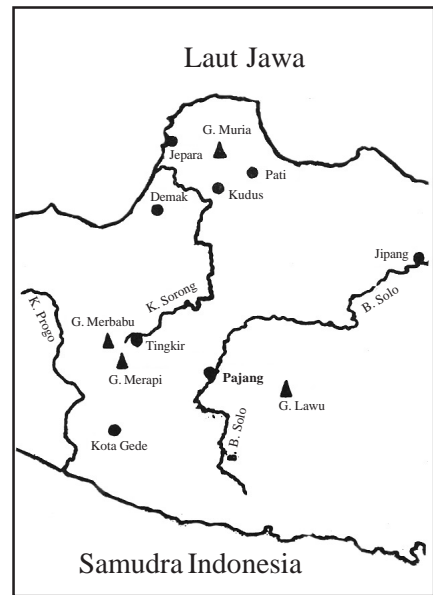 Laut Jawa
G. Muria
Jepara
Pati
Kudus
Demak
Jipang
B. Solo
K. Sorong
K. Progo
G. Merbabu
Tingkir
G. Merapi
Pajang
G. Lawu
B. Solo
Kota Gede
Samudra Indonesia